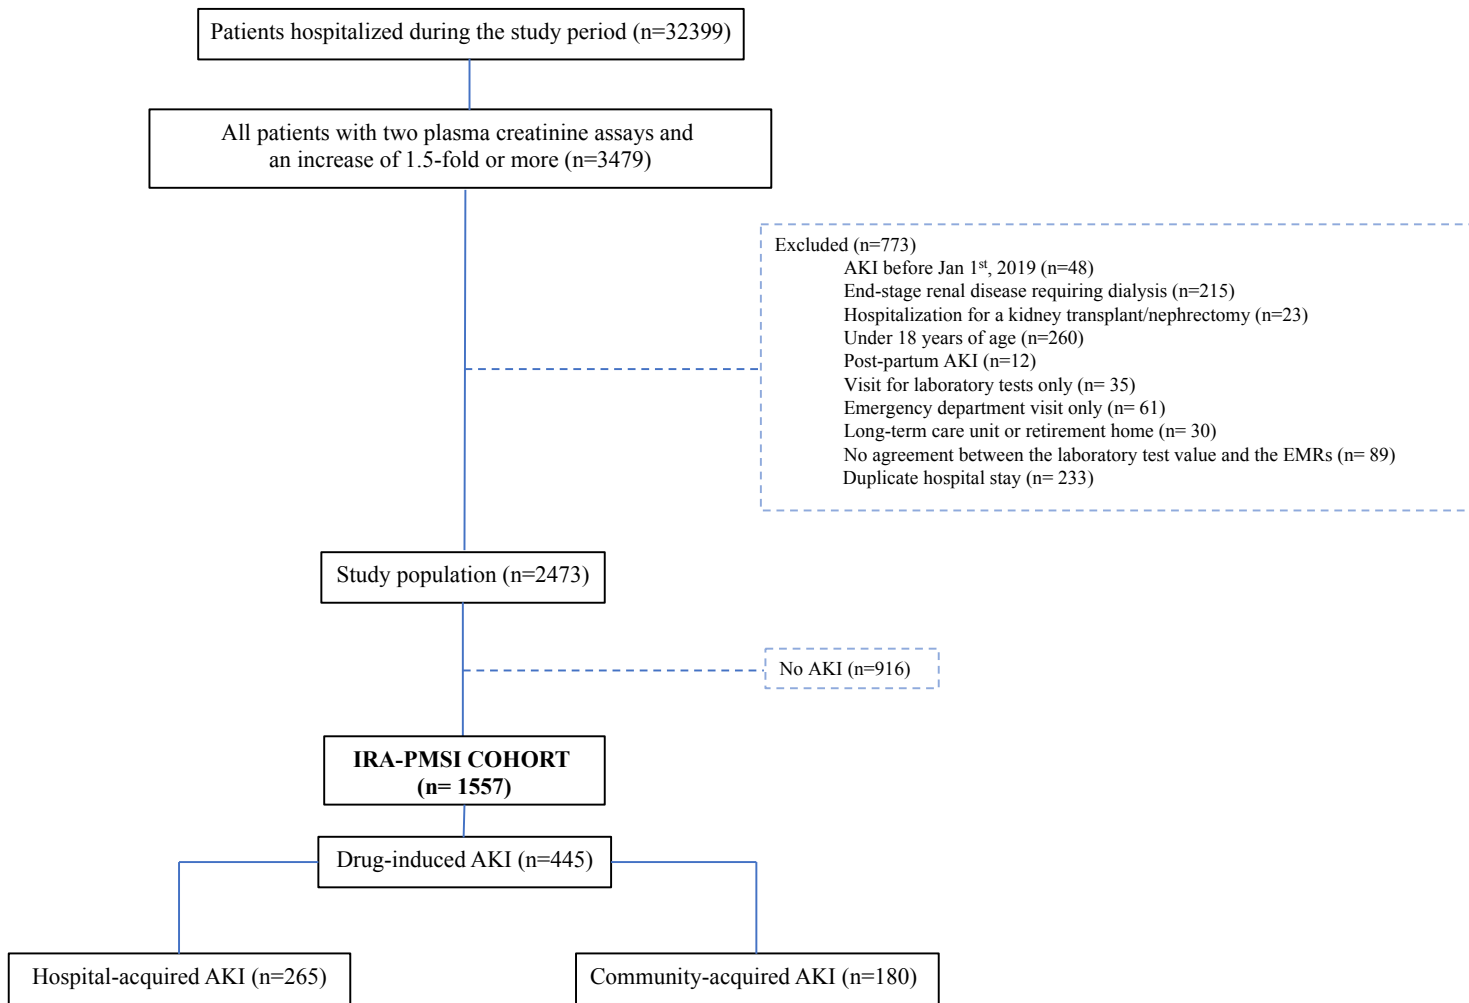 Patients hospitalized during the study period (n=32399)
All patients with two plasma creatinine assays and
an increase of 1.5-fold or more (n=3479)
Excluded (n=773)
AKI before Jan 1st, 2019 (n=48)
End-stage renal disease requiring dialysis (n=215)
Hospitalization for a kidney transplant/nephrectomy (n=23)
Under 18 years of age (n=260)
Post-partum AKI (n=12)
Visit for laboratory tests only (n= 35)
Emergency department visit only (n= 61)
Long-term care unit or retirement home (n= 30)
No agreement between the laboratory test value and the EMRs (n= 89)
Duplicate hospital stay (n= 233)
Study population (n=2473)
No AKI (n=916)
IRA-PMSI COHORT
(n= 1557)
Drug-induced AKI (n=445)
Hospital-acquired AKI (n=265)
Community-acquired AKI (n=180)